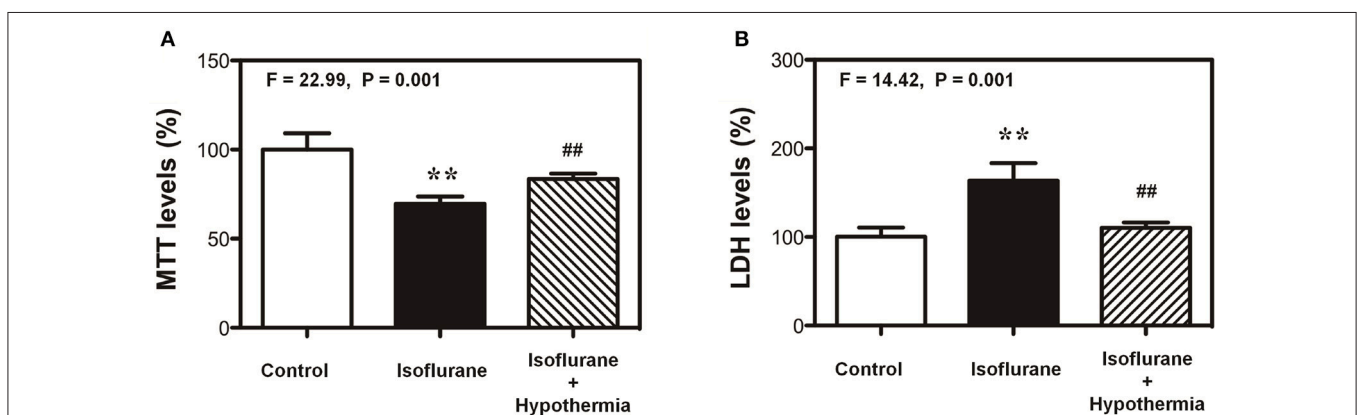 A
150
F = 22.99, P = 0.001
MTT levels (%)
100
**
##
50
0
Control
Isoflurane
Isoflurane
+
Hypothermia
B
300
F = 14.42, P = 0.001
LDH levels (%)
200
**
##
100
0
Control
Isoflurane
Isoflurane
+
Hypothermia